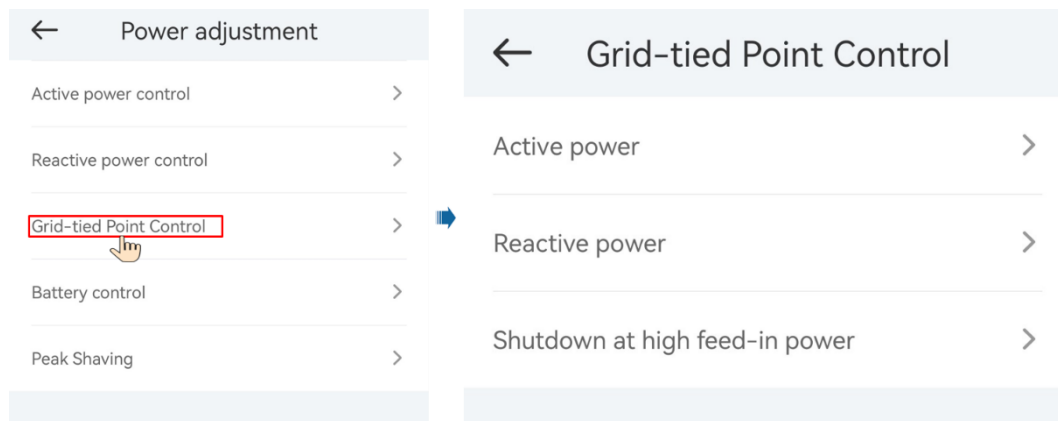 Power adjustment
Active power control
Reactive power control
Grid-tied Point Control
Battery control
Peak Shaving
Grid-tied Point Control
Active power
Reactive power
Shutdown at high feed-in power